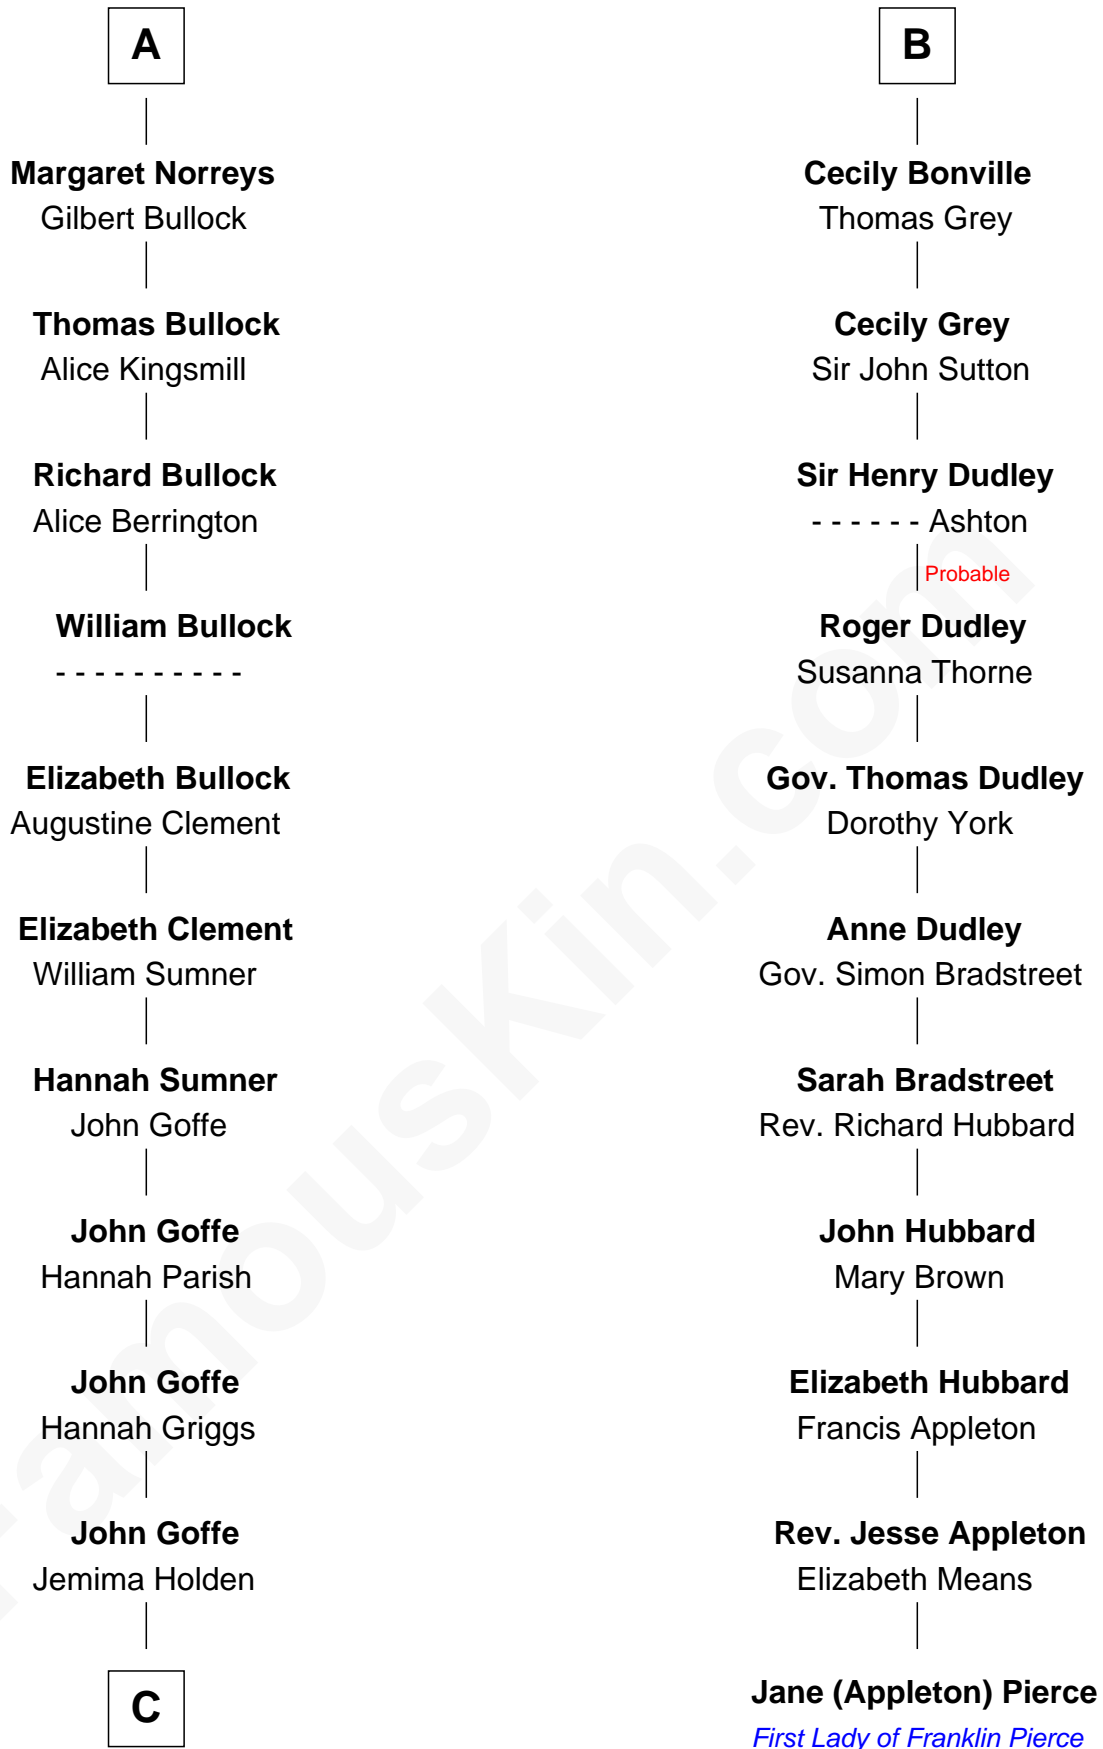 A
Margaret Norreys
Gilbert Bullock
Thomas Bullock
Alice Kingsmill
Richard Bullock
Alice Berrington
William Bullock
- - - - - - - - - -
Elizabeth Bullock
Augustine Clement
Elizabeth Clement
William Sumner
Hannah Sumner
John Goffe
John Goffe
Hannah Parish
John Goffe
Hannah Griggs
John Goffe
Jemima Holden
C
B
Cecily Bonville
Thomas Grey
Cecily Grey
Sir John Sutton
Sir Henry Dudley
- - - - - - Ashton
Probable
Roger Dudley
Susanna Thorne
Gov. Thomas Dudley
Dorothy York
Anne Dudley
Gov. Simon Bradstreet
Sarah Bradstreet
Rev. Richard Hubbard
John Hubbard
Mary Brown
Elizabeth Hubbard
Francis Appleton
Rev. Jesse Appleton
Elizabeth Means
Jane (Appleton) Pierce
First Lady of Franklin Pierce
FamousKin.com